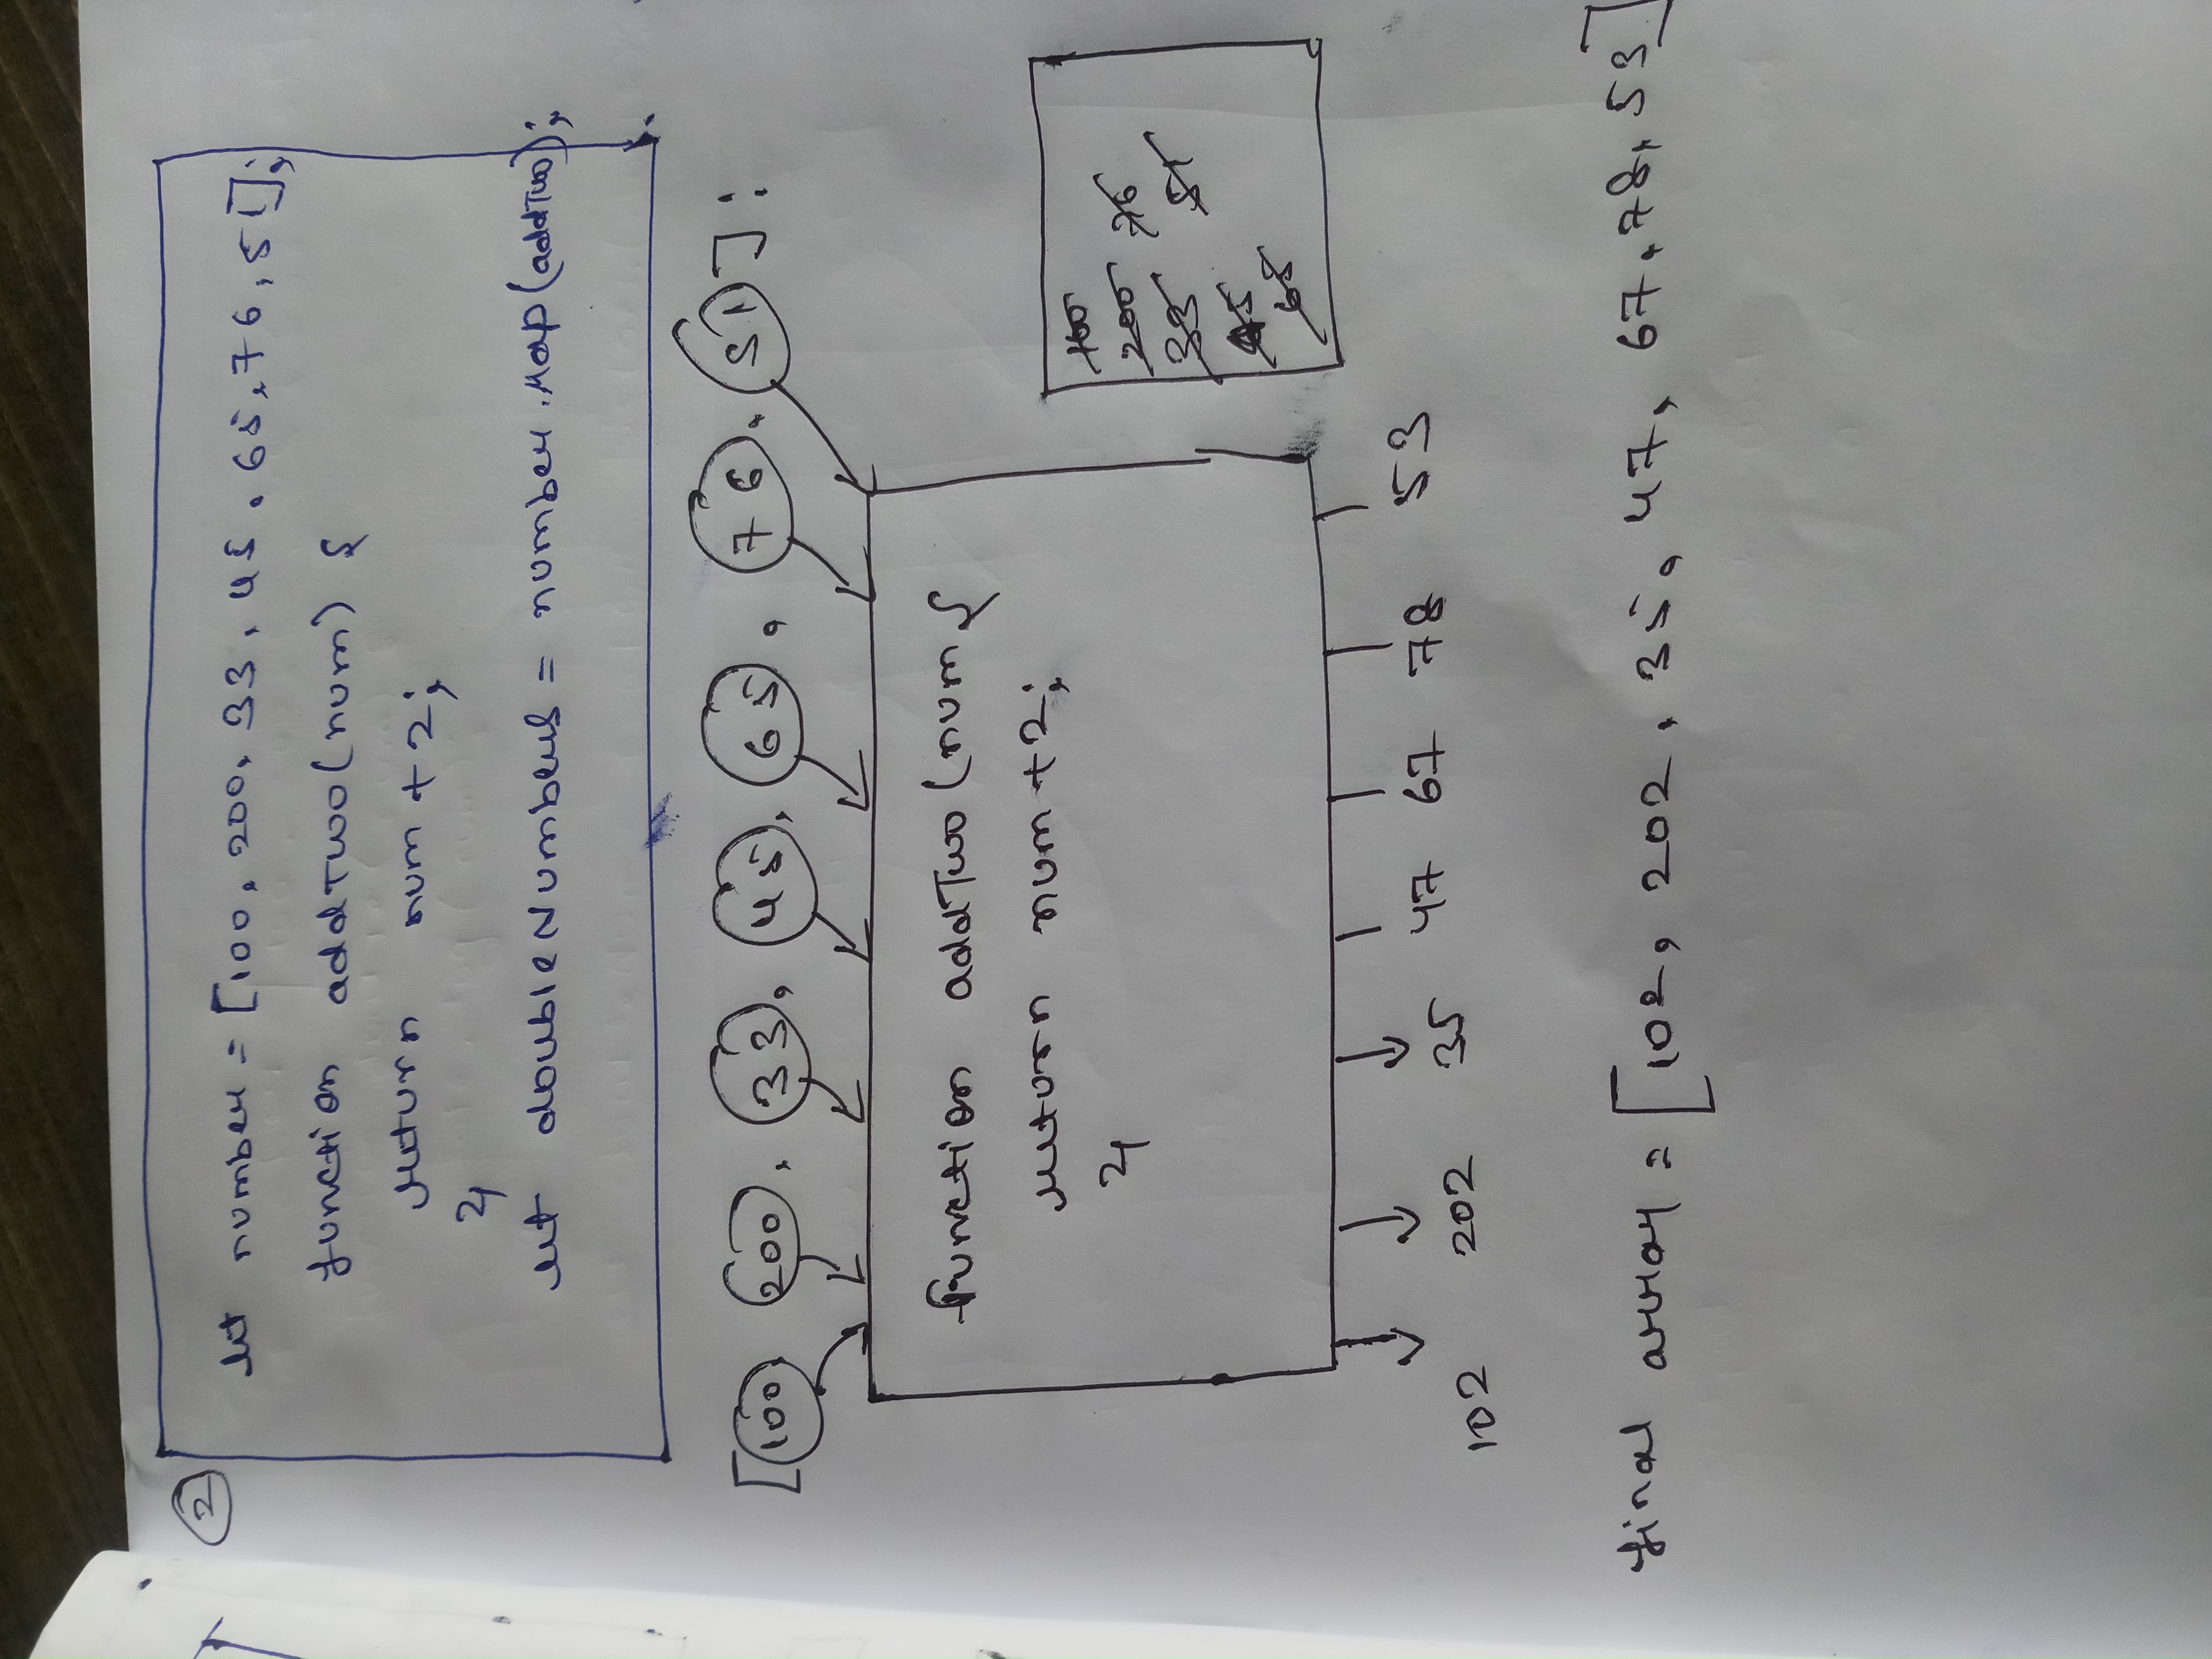 2
let number = [100, 200, 33, 45, 65, 76, 51];
function addTwo(num) {
return num + 2;
}
let doubleNumbers = number.map(addTwo);
[100 200, 33, 45, 65, 76, 51];
function addTwo(num {
return num + 2;
}
100
200 76
33 51
45
65
102 202 35 47 67 78 53
final array = [102, 202, 35, 47, 67, 78, 53]